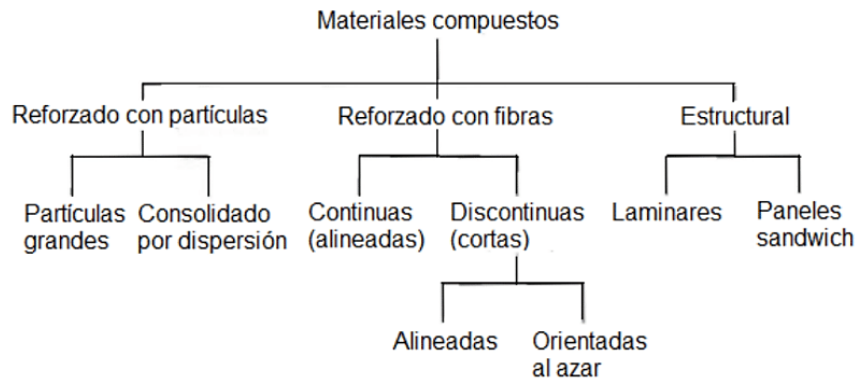 Materiales compuestos
Reforzado con partículas
Reforzado con fibras
Estructural
Partículas
grandes
Consolidado
por dispersión
Continuas
(alineadas)
Discontinuas
(cortas)
Laminares
Paneles
sandwich
Alineadas
Orientadas
al azar